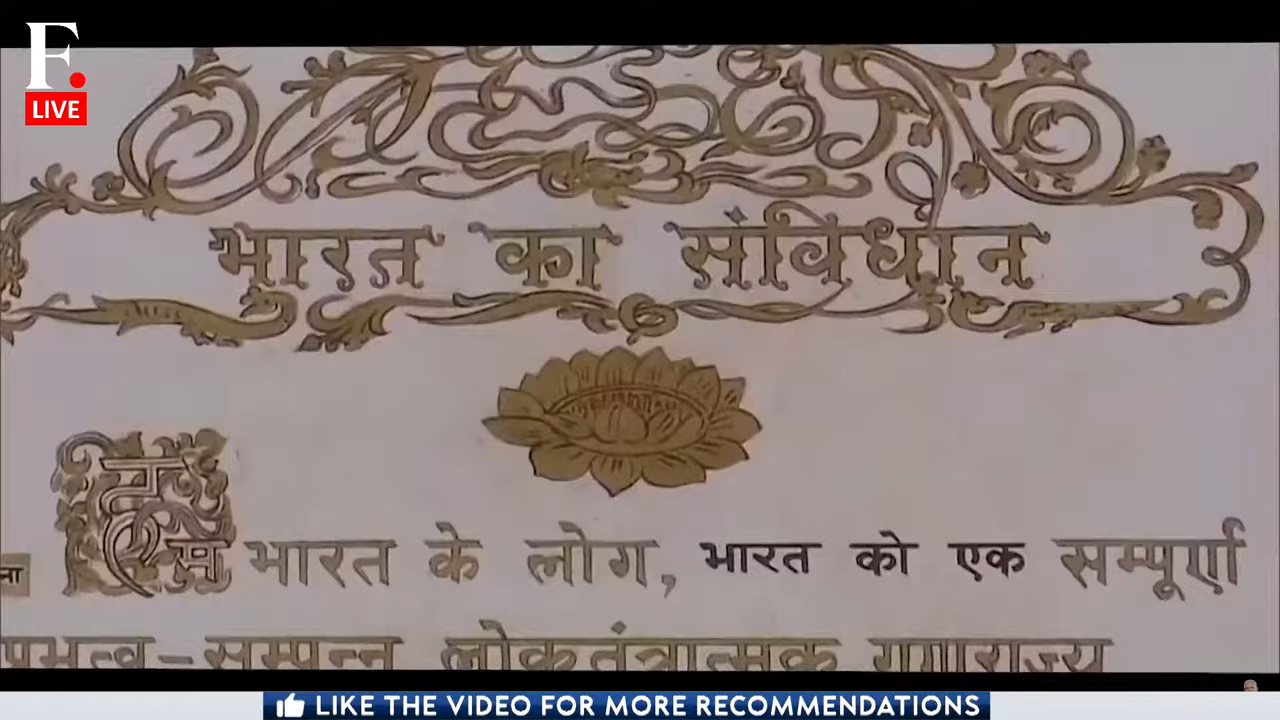 F.
LIVE
भारत का संविधान
हम भारत के लोग, भारत को एक सम्पूर्ण
प्रभुत्व-सम्पन्न लोकतंत्रात्मक गणराज्य
LIKE THE VIDEO FOR MORE RECOMMENDATIONS